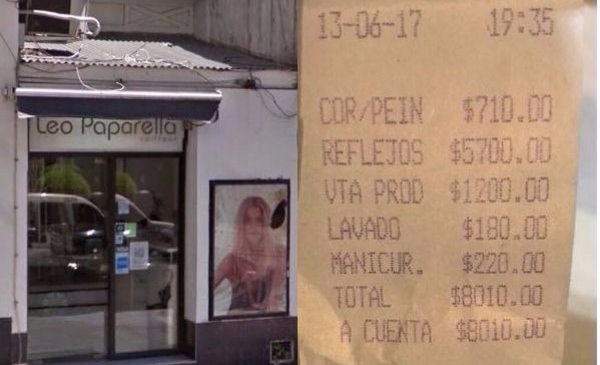 Leo Paparella
coiffeur
13-06-17 19:35
COR/PEIN $710.00
REFLEJOS $5700.00
VTA PROD $1200.00
LAVADO $180.00
MANICUR. $220.00
TOTAL $8010.00
A CUENTA $8010.00